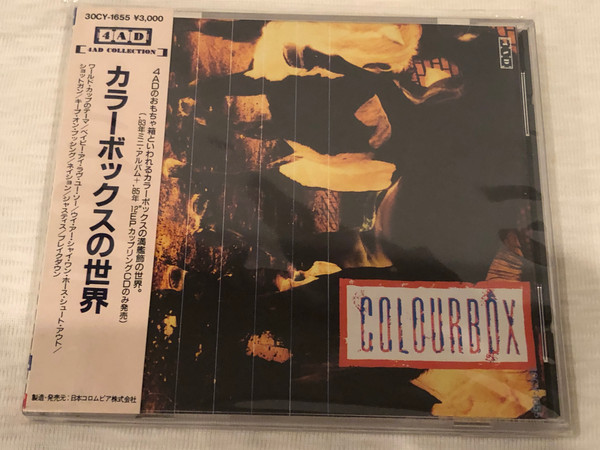 30CY-1655 ¥3,000
4AD
4AD COLLECTION
カラーボックスの世界
4ADのおもちゃ箱といわれるカラーボックスの満艦飾の世界。
('83年ミニ・アルバム+'85年12"EPカップリングCDのみ発売)
ワールド・カップのテーマ/ベイビー・アイ・ラヴ・ユー・ソー/ウイ・アー・シャイ・ワン・ホース・シュート・アウト/
ショットガン/キープ・オン・プッシング/ネイション/ジャスティス/ブレイクダウン
製造・発売元:日本コロムビア株式会社
COLOURBOX